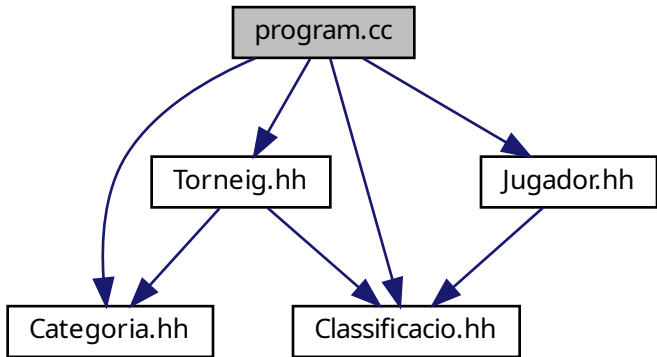 program.cc
Torneig.hh
Jugador.hh
Categoria.hh
Classificacio.hh